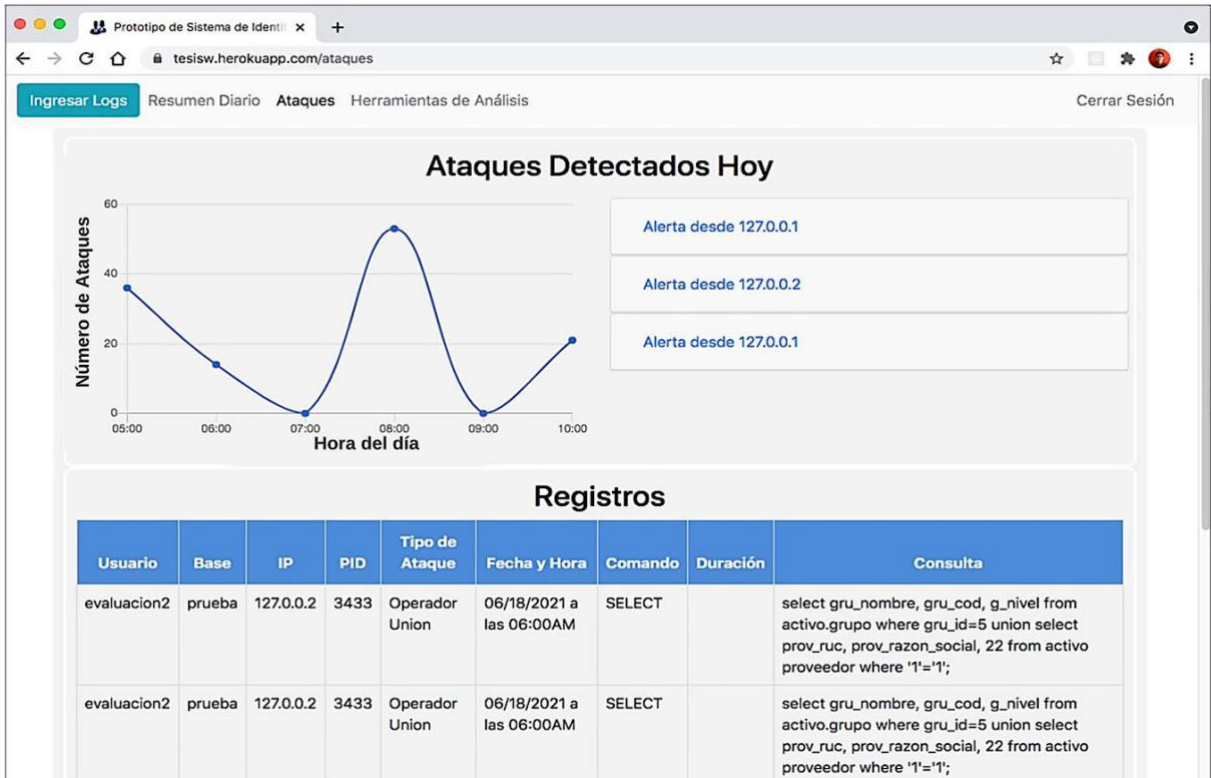 Prototipo de Sistema de Identif
tesisw.herokuapp.com/ataques
Ingresar Logs Resumen Diario Ataques Herramientas de Análisis Cerrar Sesión
Ataques Detectados Hoy
Número de Ataques
60
40
20
0
05:00 06:00 07:00 08:00 09:00 10:00
Hora del día
Alerta desde 127.0.0.1
Alerta desde 127.0.0.2
Alerta desde 127.0.0.1
Registros
Usuario Base IP PID Tipo de Ataque Fecha y Hora Comando Duración Consulta
evaluacion2 prueba 127.0.0.2 3433 Operador 06/18/2021 a SELECT select gru_nombre, gru_cod, g_nivel from
Union las 06:00AM activo.grupo where gru_id=5 union select
prov_ruc, prov_razon_social, 22 from activo
proveedor where '1'='1';
evaluacion2 prueba 127.0.0.2 3433 Operador 06/18/2021 a SELECT select gru_nombre, gru_cod, g_nivel from
Union las 06:00AM activo.grupo where gru_id=5 union select
prov_ruc, prov_razon_social, 22 from activo
proveedor where '1'='1';